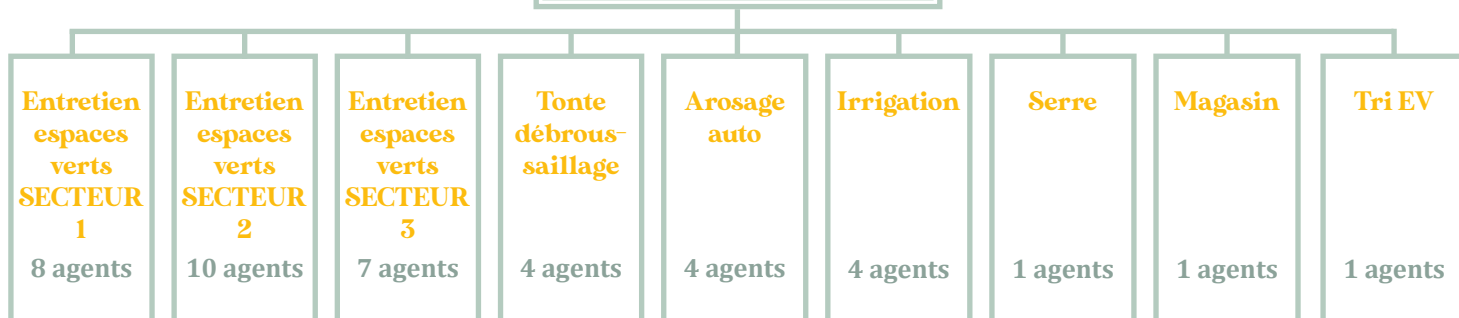 Entretien
espaces
verts
SECTEUR
1
8 agents
Entretien
espaces
verts
SECTEUR
2
10 agents
Entretien
espaces
verts
SECTEUR
3
7 agents
Tonte
débrous-
saillage
4 agents
Arosage
auto
4 agents
Irrigation
4 agents
Serre
1 agents
Magasin
1 agents
Tri EV
1 agents